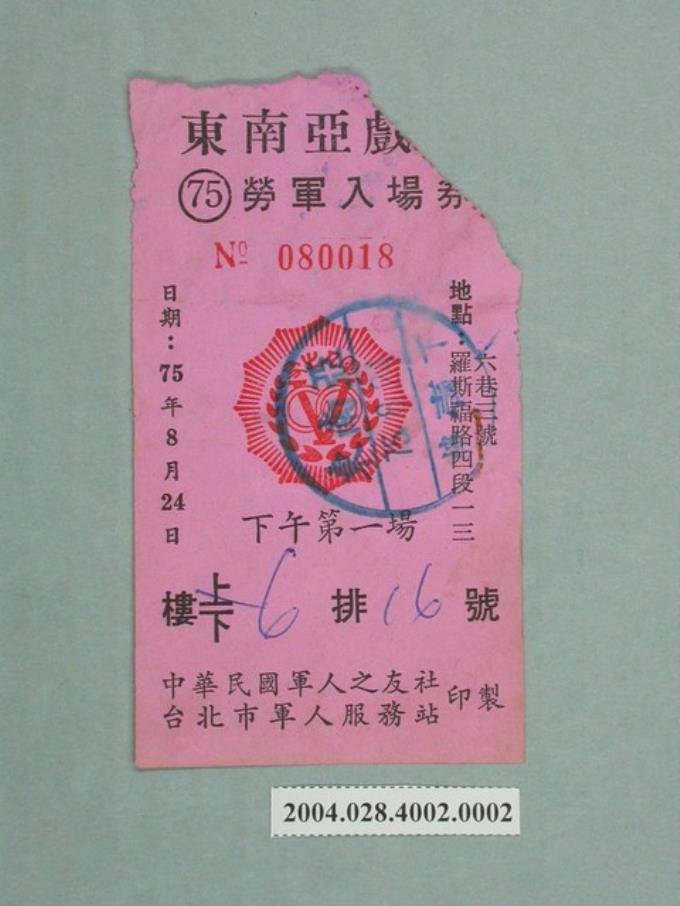 東南亞戲
75 勞軍入場券
Nº 080018
日期：75年8月24日
地點：羅斯福路四段一三
六巷三號
下午第一場
樓上下 9 排 16 號
中華民國軍人之友社
台北市軍人服務站
印製
2004.028.4002.0002